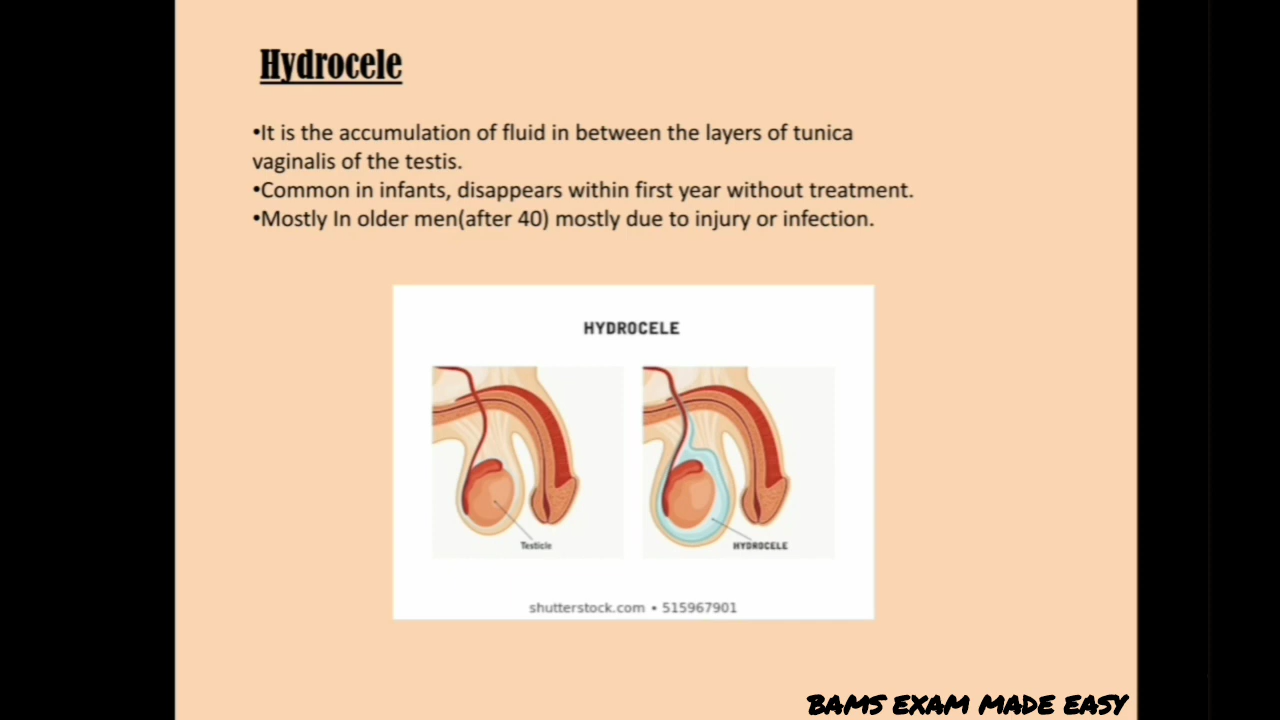 Hydrocele
•It is the accumulation of fluid in between the layers of tunica
vaginalis of the testis.
•Common in infants, disappears within first year without treatment.
•Mostly In older men(after 40) mostly due to injury or infection.
HYDROCELE
Testicle
HYDROCELE
shutterstock.com • 515967901
BAMS EXAM MADE EASY